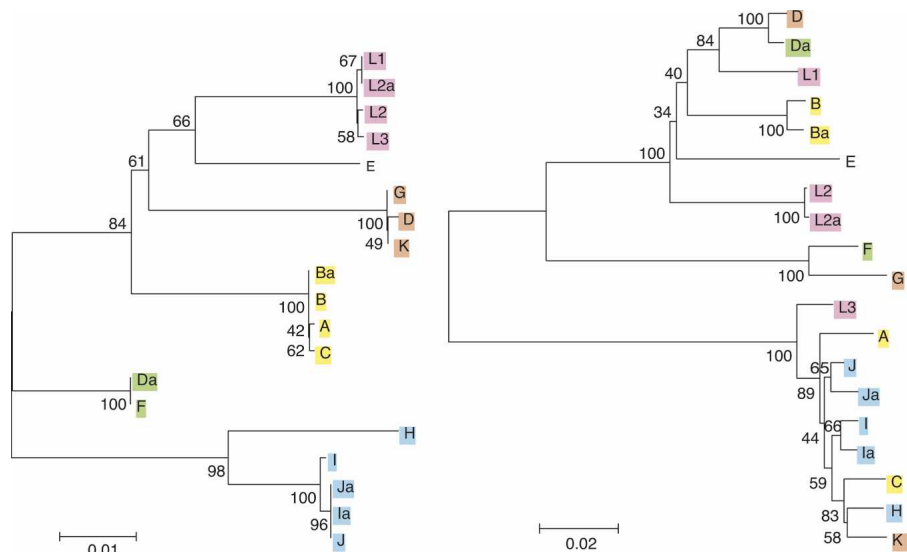 67
L1
L2a
100
L2
58
L3
66
E
61
G
100
D
49
K
84
Ba
B
100
A
42
C
62
Da
100
F
H
98
I
100
Ja
Ia
96
J
0.01
100
D
Da
84
L1
40
B
100
Ba
34
E
100
L2
100
L2a
F
100
G
L3
100
A
65
J
89
Ja
66
I
44
Ia
59
C
83
H
58
K
0.02